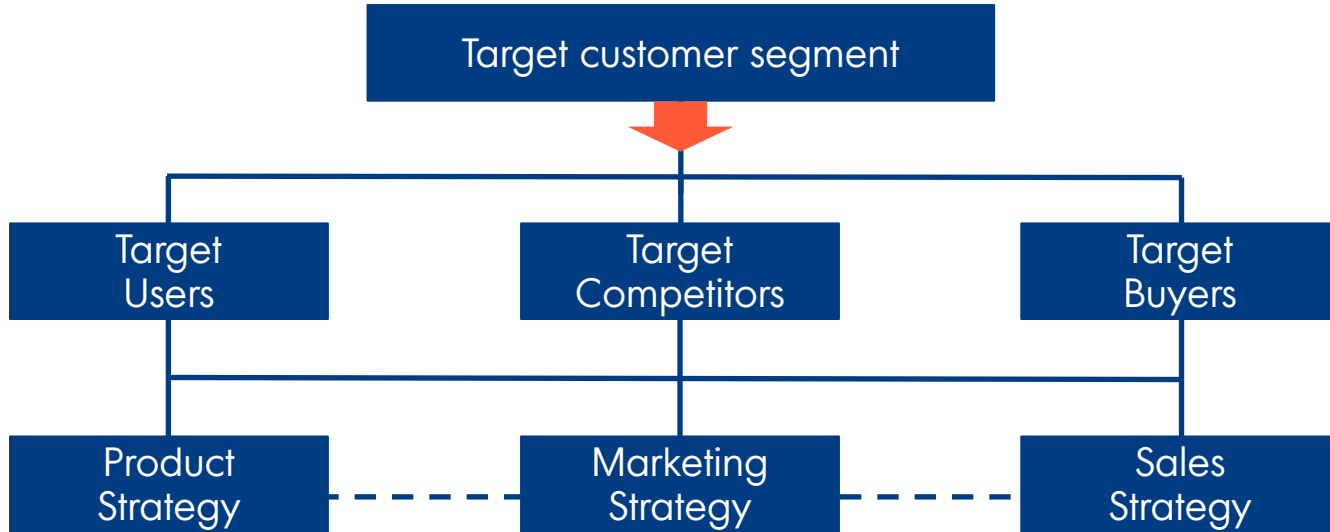 Target customer segment
Target
Users
Target
Competitors
Target
Buyers
Product
Strategy
Marketing
Strategy
Sales
Strategy